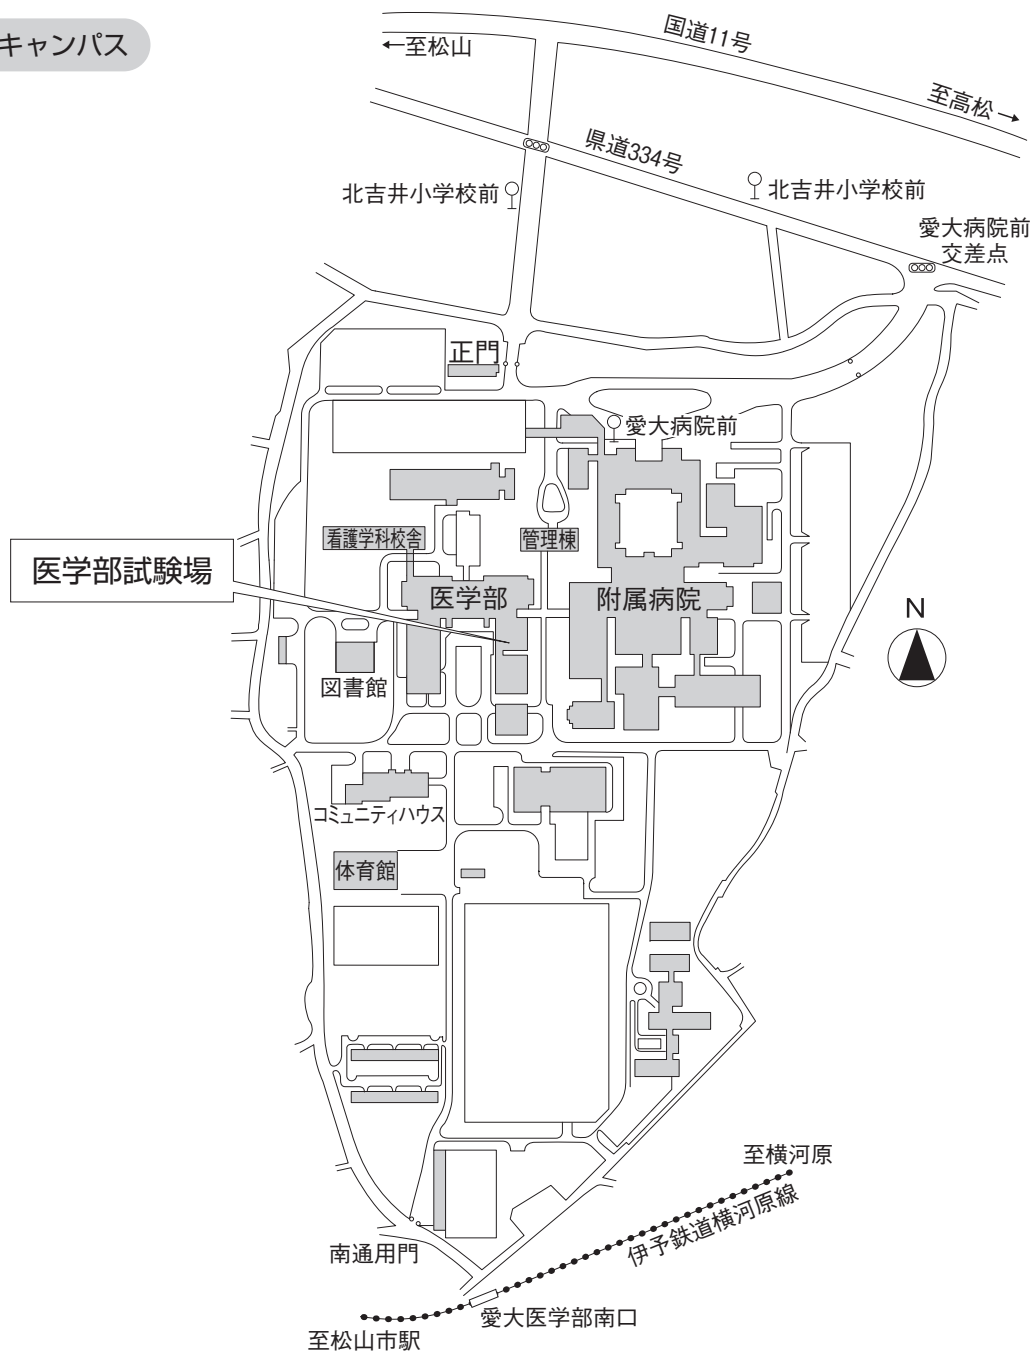 キャンパス
国道11号
←至松山
至高松→
県道334号
北吉井小学校前
北吉井小学校前
愛大病院前
交差点
正門
愛大病院前
看護学科校舎
管理棟
医学部試験場
医学部
附属病院
N
図書館
コミュニティハウス
体育館
至横河原
伊予鉄道横河原線
南通用門
愛大医学部南口
至松山市駅